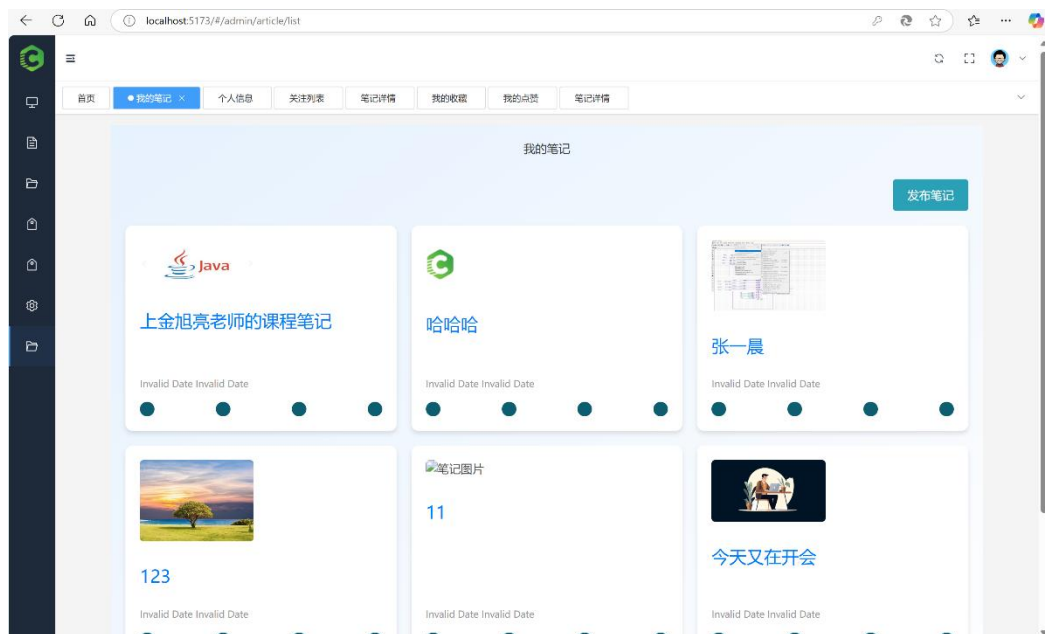 localhost:5173/#/admin/article/list
首页 我的笔记 × 个人信息 关注列表 笔记详情 我的收藏 我的点赞 笔记详情
我的笔记
发布笔记
Java
上金旭亮老师的课程笔记
哈哈哈
张一晨
Invalid Date Invalid Date
Invalid Date Invalid Date
Invalid Date Invalid Date
笔记图片
11
今天又在开会
123
Invalid Date Invalid Date
Invalid Date Invalid Date
Invalid Date Invalid Date